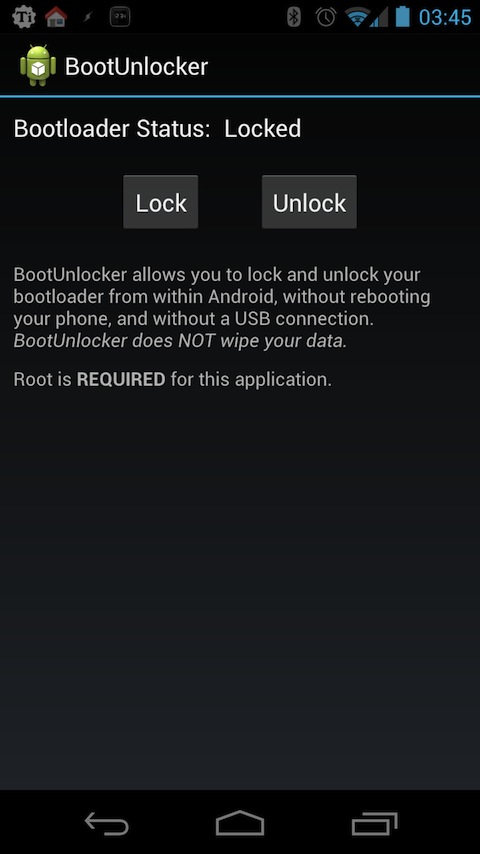 03:45
BootUnlocker
Bootloader Status: Locked
Lock Unlock
BootUnlocker allows you to lock and unlock your
bootloader from within Android, without rebooting
your phone, and without a USB connection.
BootUnlocker does NOT wipe your data.
Root is REQUIRED for this application.